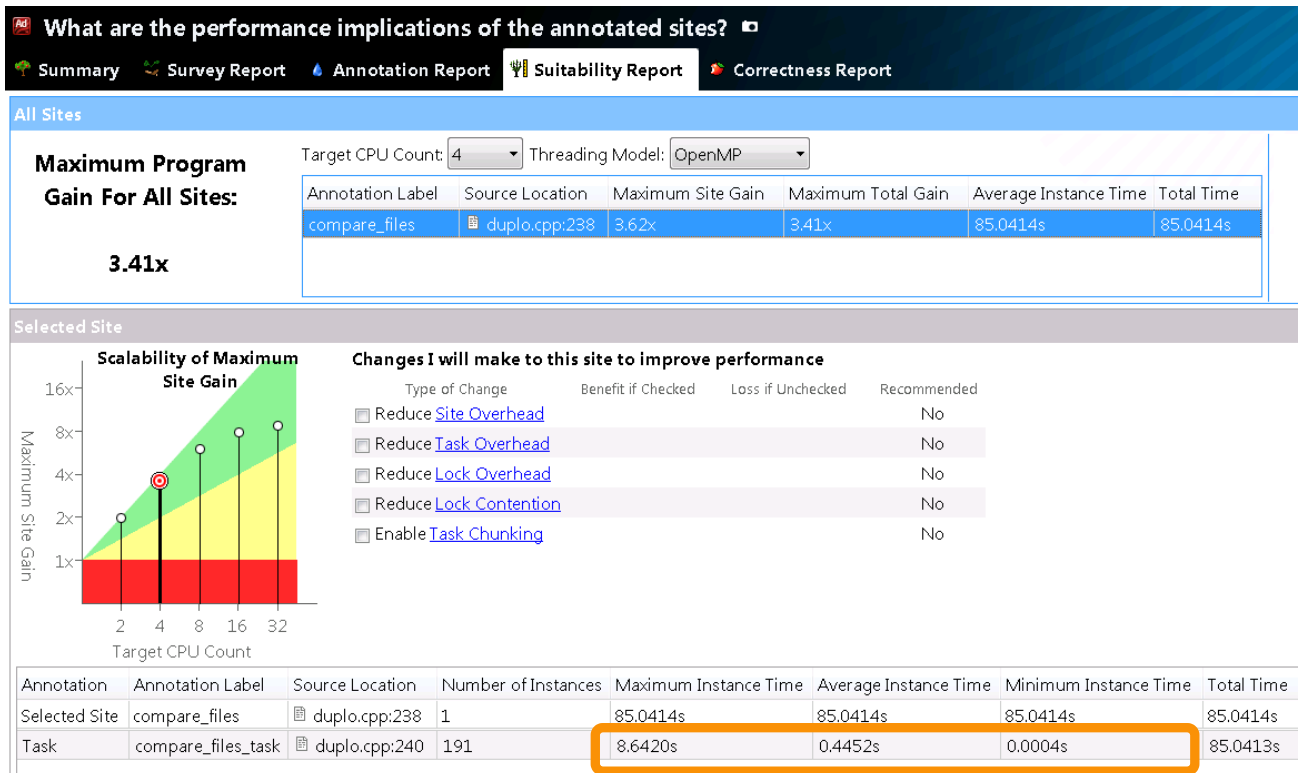 What are the performance implications of the annotated sites?
Summary Survey Report Annotation Report Suitability Report Correctness Report
All Sites
Maximum Program
Gain For All Sites:
3.41x
Target CPU Count: 4 Threading Model: OpenMP
Annotation Label Source Location Maximum Site Gain Maximum Total Gain Average Instance Time Total Time
compare_files duplo.cpp:238 3.62x 3.41x 85.0414s 85.0414s
Selected Site
Scalability of Maximum
Site Gain
16x
8x
4x
2x
1x
Maximum Site Gain
2 4 8 16 32
Target CPU Count
Changes I will make to this site to improve performance
Type of Change Benefit if Checked Loss if Unchecked Recommended
Reduce Site Overhead No
Reduce Task Overhead No
Reduce Lock Overhead No
Reduce Lock Contention No
Enable Task Chunking No
Annotation Annotation Label Source Location Number of Instances Maximum Instance Time Average Instance Time Minimum Instance Time Total Time
Selected Site compare_files duplo.cpp:238 1 85.0414s 85.0414s 85.0414s 85.0414s
Task compare_files_task duplo.cpp:240 191 8.6420s 0.4452s 0.0004s 85.0413s